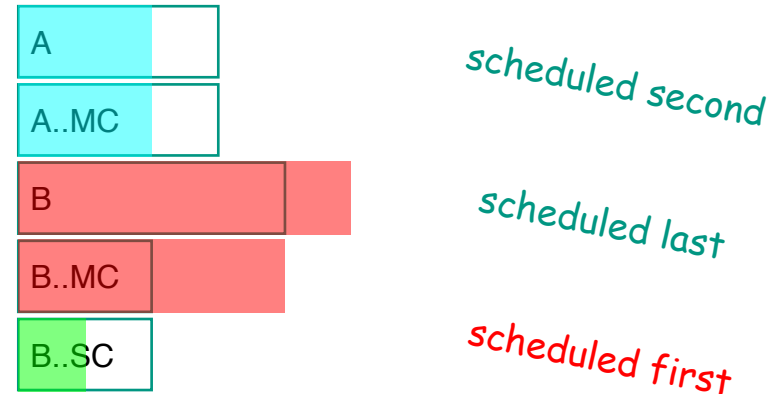 A
scheduled second
A..MC
B
scheduled last
B..MC
B..SC
scheduled first